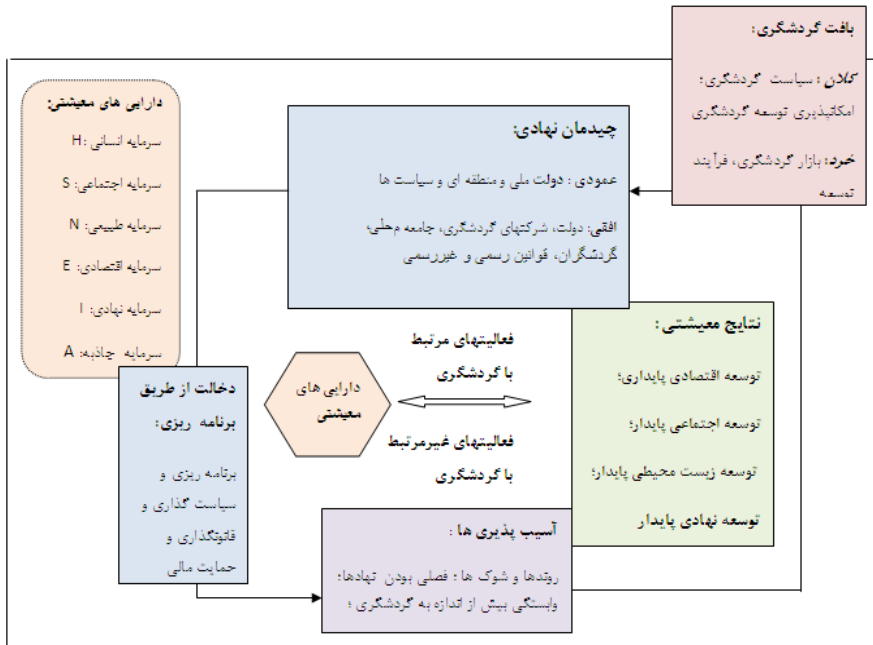 بافت گردشگری:
کلان: سیاست گردشگری؛
امکانپذیری توسعه گردشگری
خرد: بازار گردشگری، فرآیند
توسعه
دارایی های معیشتی:
سرمایه انسانی: H
سرمایه اجتماعی: S
سرمایه طبیعی: N
سرمایه اقتصادی: E
سرمایه نهادی: I
سرمایه جاذبه: A
چیدمان نهادی:
عمودی : دولت ملی و منطقه ای و سیاست ها
افقی: دولت، شرکتهای گردشگری، جامعه محلی،
گردشگران، قوانین رسمی و غیررسمی
نتایج معیشتی :
توسعه اقتصادی پایداری؛
توسعه اجتماعی پایدار؛
توسعه زیست محیطی پایدار؛
توسعه نهادی پایدار
فعالیتهای مرتبط
با گردشگری
فعالیتهای غیرمرتبط
با گردشگری
دارایی های
معیشتی
دخالت از طریق
برنامه ریزی:
برنامه ریزی و
سیاست گذاری و
قانونگذاری و
حمایت مالی
آسیب پذیری ها :
روندها و شوک ها ؛ فصلی بودن نهادها؛
وابستگی بیش از اندازه به گردشگری ؛